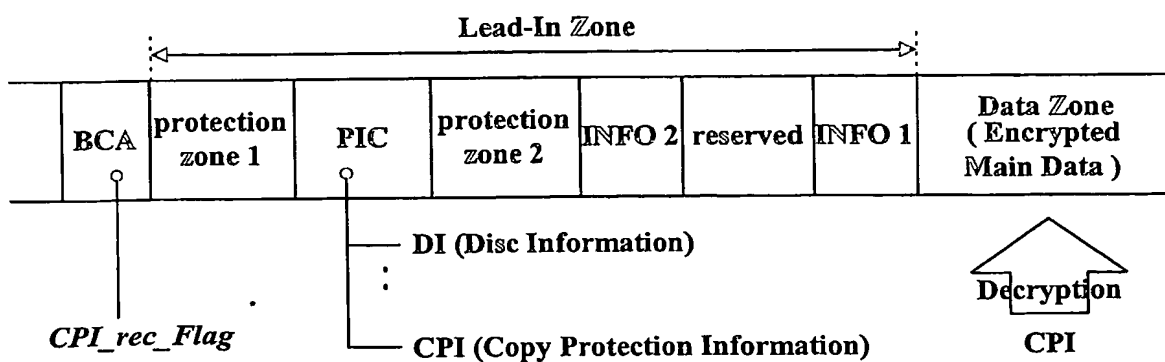 Lead-In Zone
BCA
protection
zone 1
PIC
protection
zone 2
INFO 2
reserved
INFO 1
Data Zone
( Encrypted
Main Data )
DI (Disc Information)
CPI_rec_Flag
CPI (Copy Protection Information)
Decryption
CPI